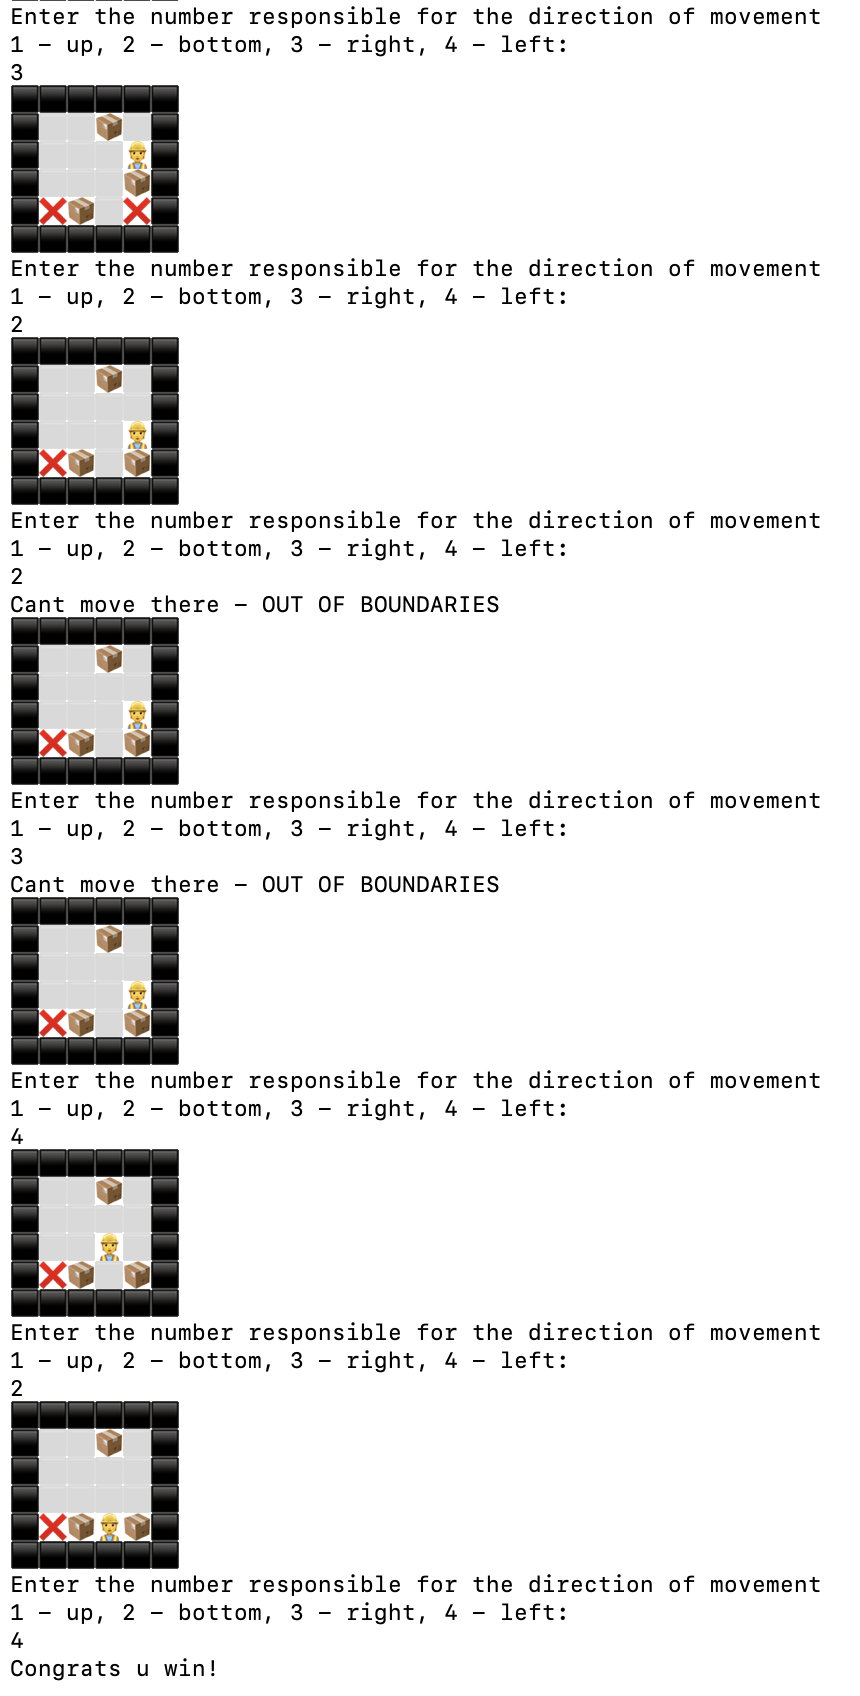 Enter the number responsible for the direction of movement
1 – up, 2 – bottom, 3 – right, 4 – left:
3
Enter the number responsible for the direction of movement
1 – up, 2 – bottom, 3 – right, 4 – left:
2
Enter the number responsible for the direction of movement
1 – up, 2 – bottom, 3 – right, 4 – left:
2
Cant move there – OUT OF BOUNDARIES
Enter the number responsible for the direction of movement
1 – up, 2 – bottom, 3 – right, 4 – left:
3
Cant move there – OUT OF BOUNDARIES
Enter the number responsible for the direction of movement
1 – up, 2 – bottom, 3 – right, 4 – left:
4
Enter the number responsible for the direction of movement
1 – up, 2 – bottom, 3 – right, 4 – left:
2
Enter the number responsible for the direction of movement
1 – up, 2 – bottom, 3 – right, 4 – left:
4
Congrats u win!